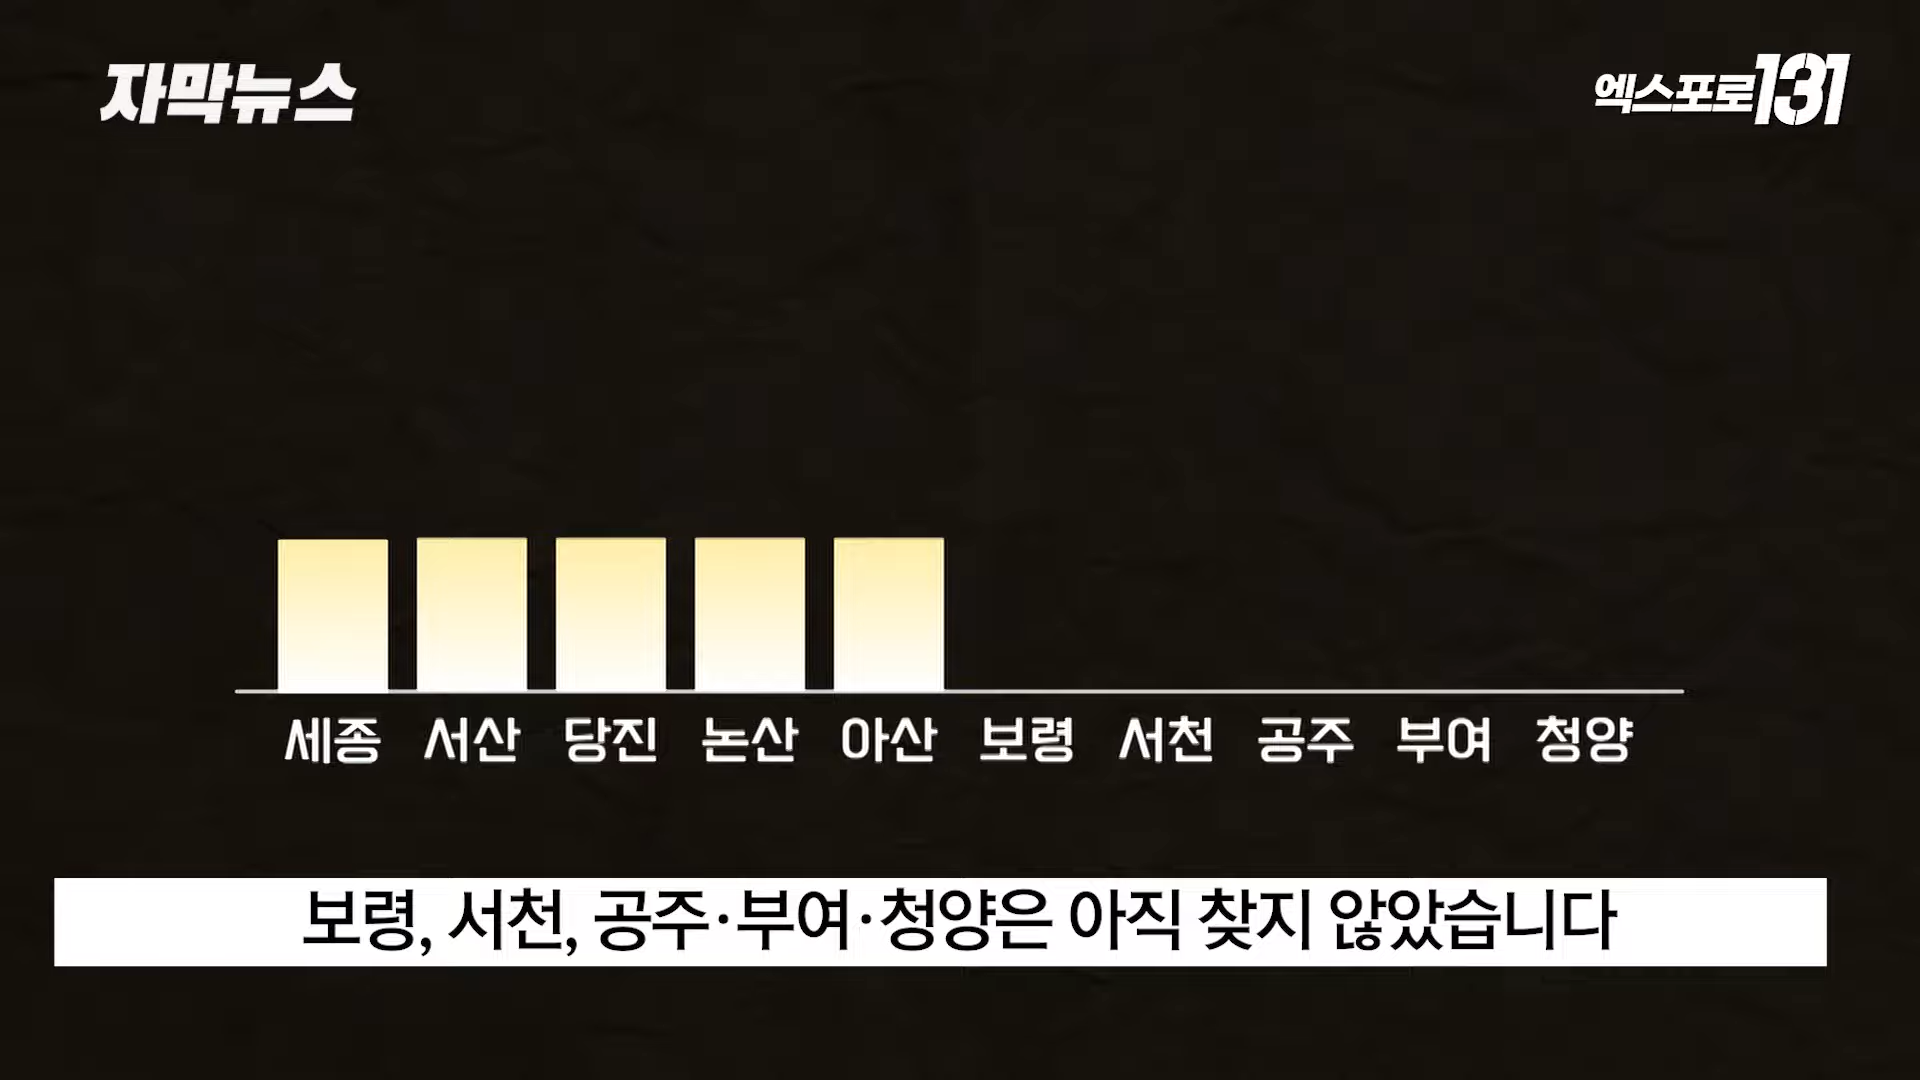 자막뉴스
엑스포로131
세종 서산 당진 논산 아산 보령 서천 공주 부여 청양
보령, 서천, 공주·부여·청양은 아직 찾지 않았습니다